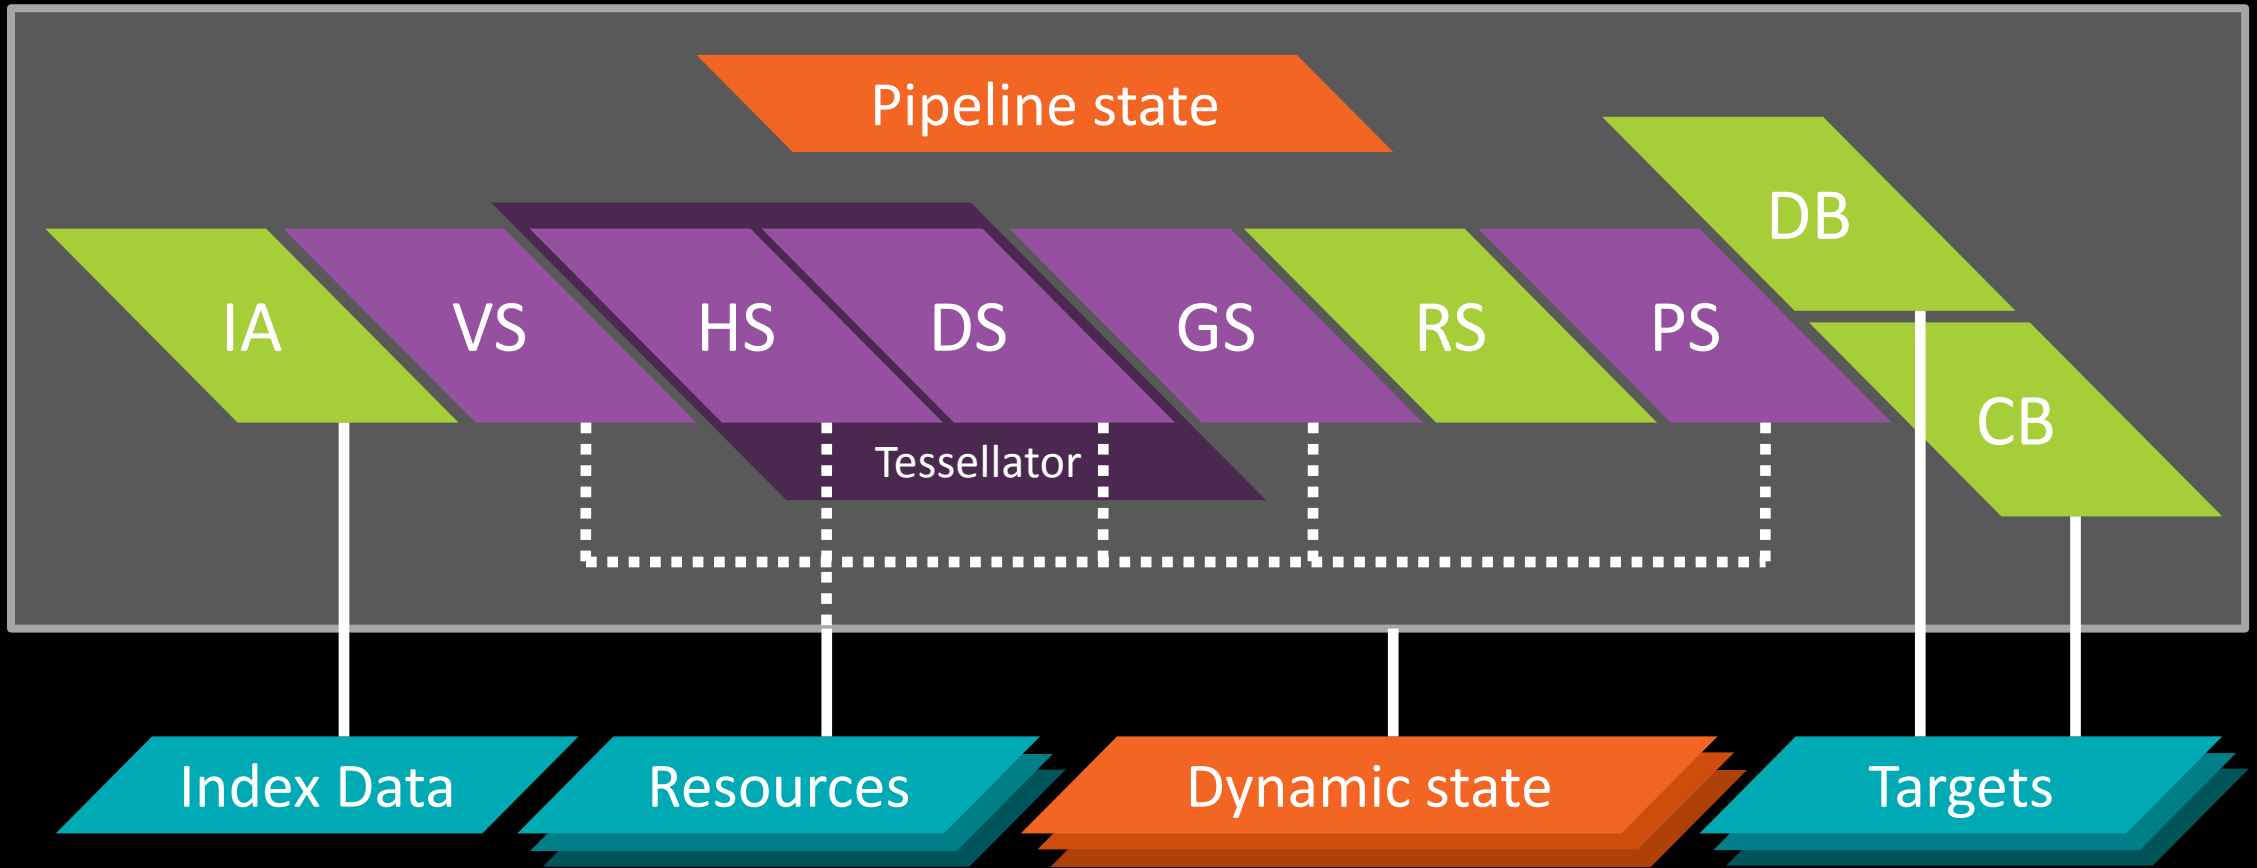 Pipeline state
DB
IA
VS
HS
DS
GS
RS
PS
CB
Tessellator
Index Data
Resources
Dynamic state
Targets